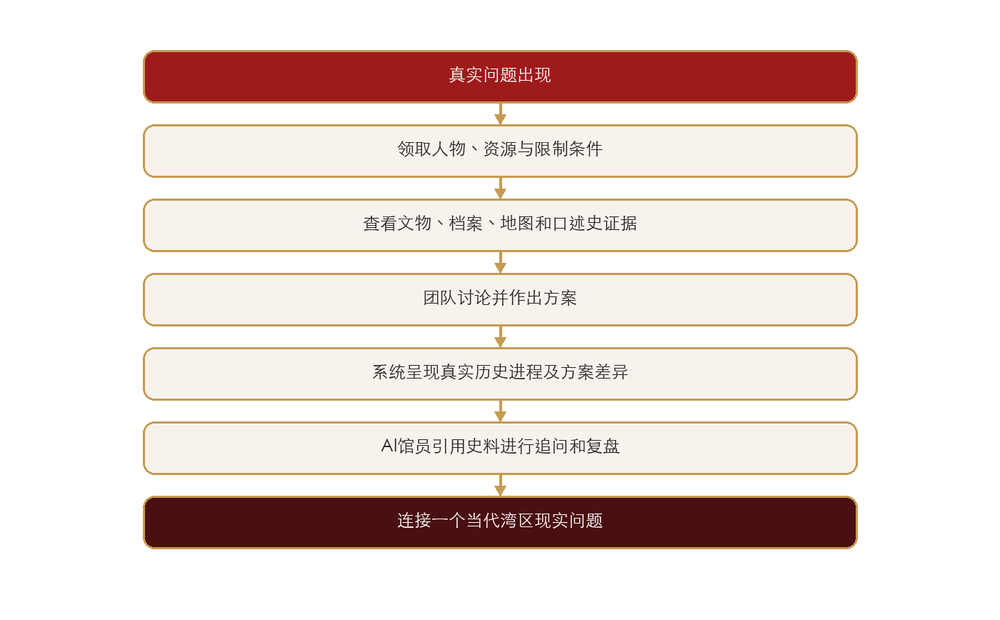 真实问题出现
领取人物、资源与限制条件
查看文物、档案、地图和口述史证据
团队讨论并作出方案
系统呈现真实历史进程及方案差异
AI馆员引用史料进行追问和复盘
连接一个当代湾区现实问题